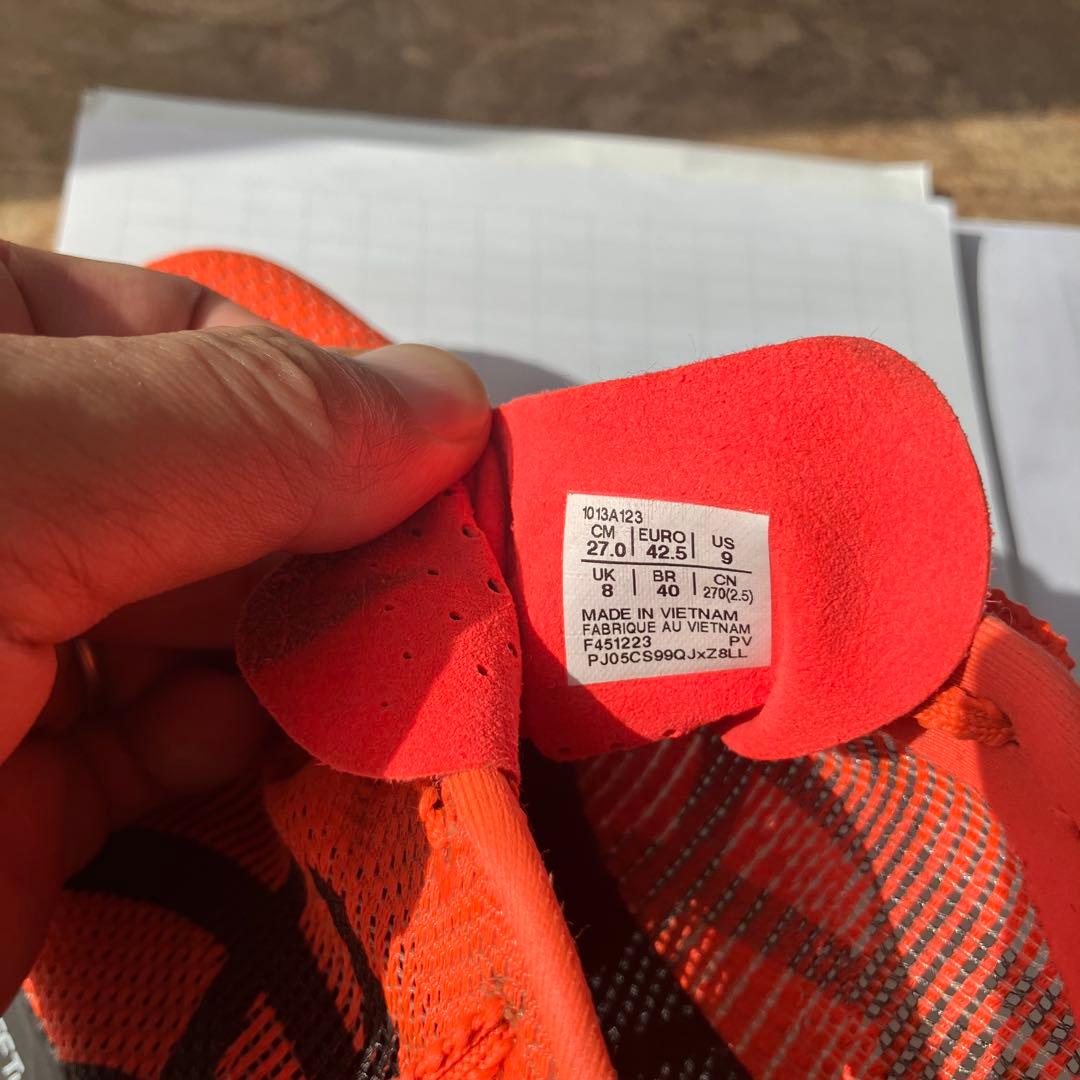 1013A123
CM | EURO | US
27.0 | 42.5 | 9
UK | BR | CN
8 | 40 | 270(2.5)
MADE IN VIETNAM
FABRIQUE AU VIETNAM
F451223 PV
PJ05CS99QJxZ8LL